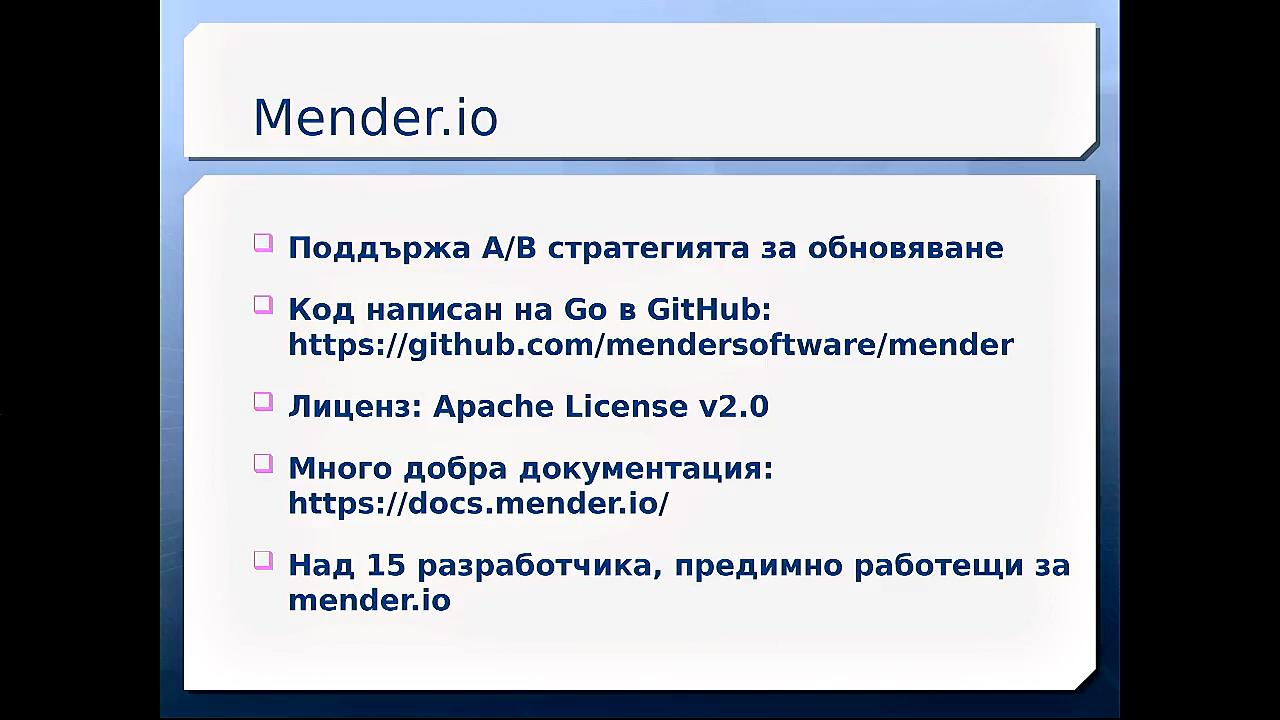 Mender.io
Поддържа A/B стратегията за обновяване
Код написан на Go в GitHub:
https://github.com/mendersoftware/mender
Лиценз: Apache License v2.0
Много добра документация:
https://docs.mender.io/
Над 15 разработчика, предимно работещи за
mender.io